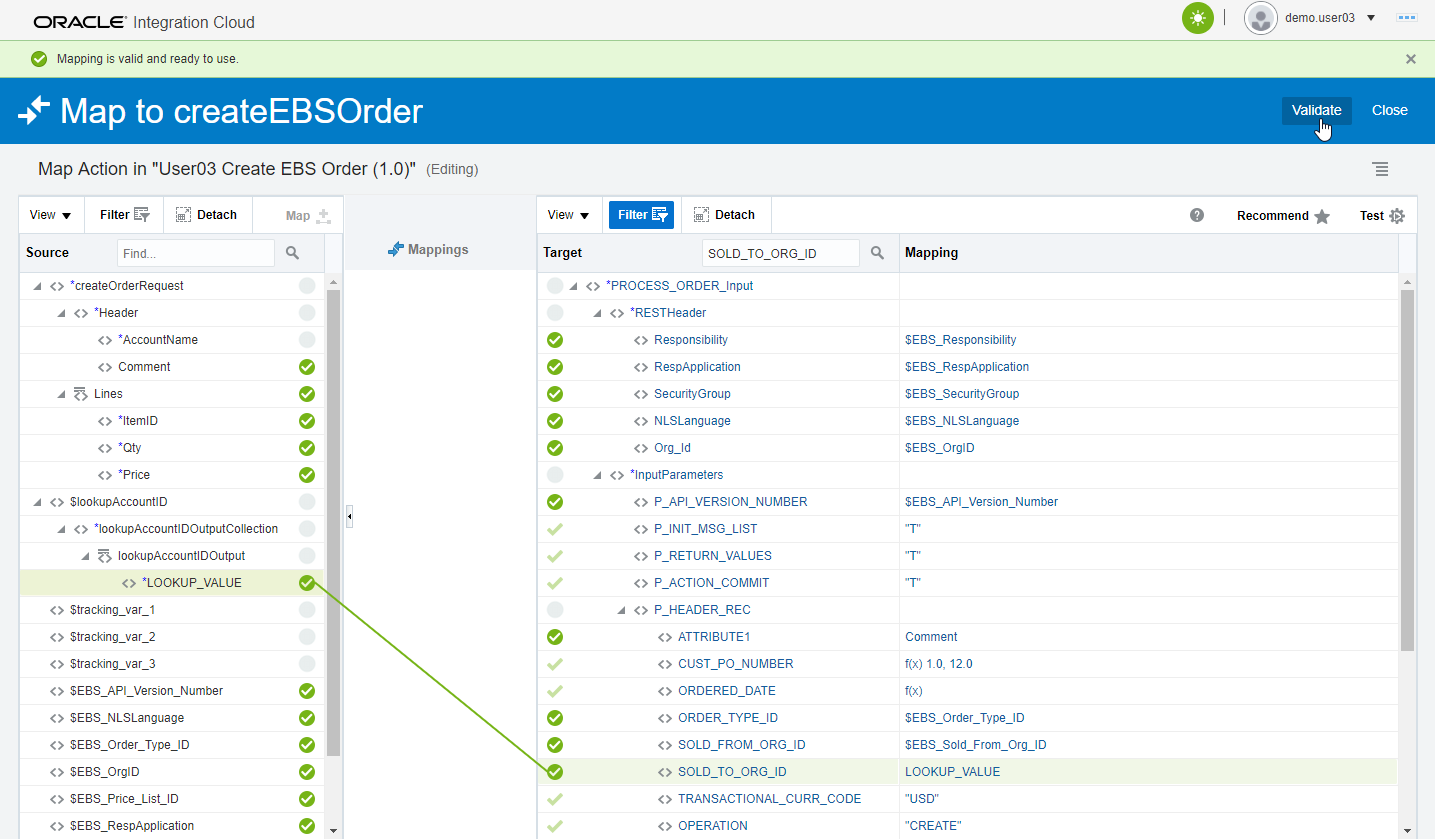 ORACLE® Integration Cloud
demo.user03
Mapping is valid and ready to use.
Map to createEBSOrder
Validate
Close
Map Action in "User03 Create EBS Order (1.0)" (Editing)
View Filter Detach Map
View Filter Detach
? Recommend Test
Source Find...
Mappings
Target SOLD_TO_ORG_ID Mapping
*createOrderRequest
*Header
*AccountName
Comment
Lines
*ItemID
*Qty
*Price
$lookupAccountID
*lookupAccountIDOutputCollection
lookupAccountIDOutput
*LOOKUP_VALUE
$tracking_var_1
$tracking_var_2
$tracking_var_3
$EBS_API_Version_Number
$EBS_NLSLanguage
$EBS_Order_Type_ID
$EBS_OrgID
$EBS_Price_List_ID
$EBS_RespApplication
*PROCESS_ORDER_Input
*RESTHeader
Responsibility $EBS_Responsibility
RespApplication $EBS_RespApplication
SecurityGroup $EBS_SecurityGroup
NLSLanguage $EBS_NLSLanguage
Org_Id $EBS_OrgID
*InputParameters
P_API_VERSION_NUMBER $EBS_API_Version_Number
P_INIT_MSG_LIST "T"
P_RETURN_VALUES "T"
P_ACTION_COMMIT "T"
P_HEADER_REC
ATTRIBUTE1 Comment
CUST_PO_NUMBER f(x) 1.0, 12.0
ORDERED_DATE f(x)
ORDER_TYPE_ID $EBS_Order_Type_ID
SOLD_FROM_ORG_ID $EBS_Sold_From_Org_ID
SOLD_TO_ORG_ID LOOKUP_VALUE
TRANSACTIONAL_CURR_CODE "USD"
OPERATION "CREATE"